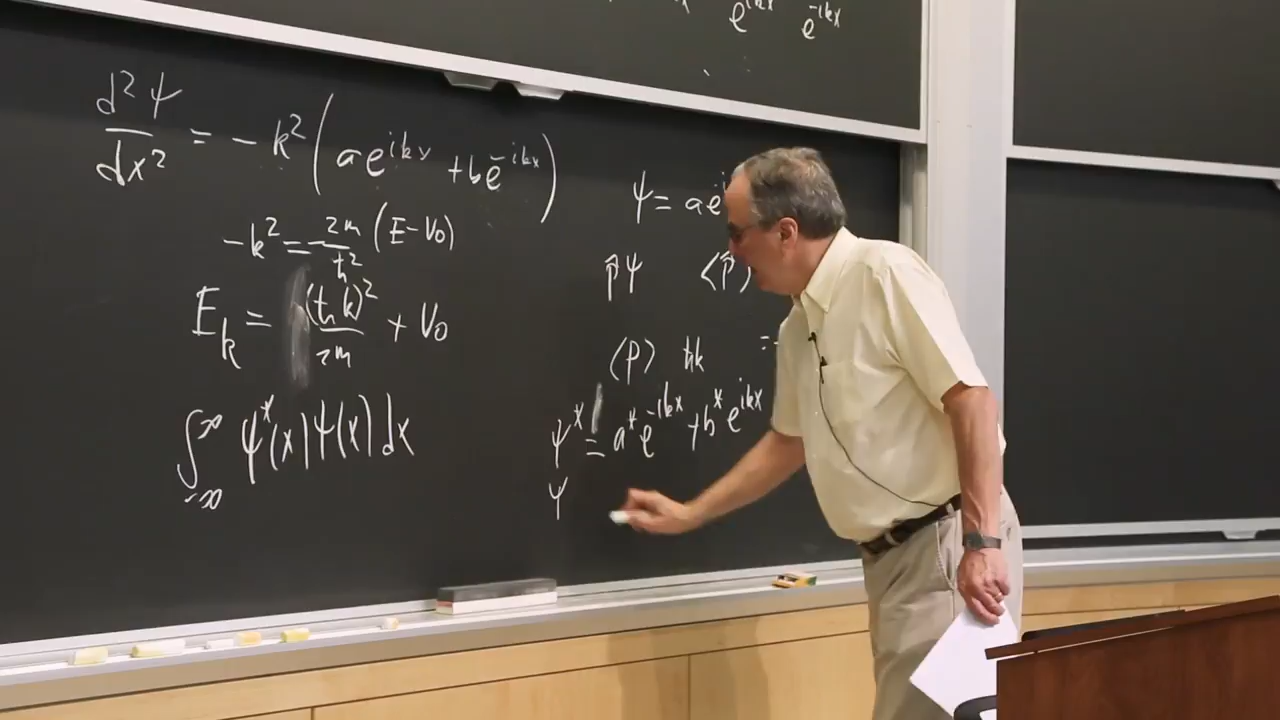 e^{ikx} e^{-ikx}
d²ψ/dx² = -k² (ae^{ikx} + be^{-ikx})
-k² = -2m/ħ² (E-V₀)
E_k = (ħk)²/2m + V₀
∫_{-∞}^{∞} ψ*(x)ψ(x)dx
ψ = ae^i
p̂ψ ⟨p̂⟩
⟨p⟩ ħk =
ψ* = a*e^{-ikx} + b*e^{ikx}
ψ